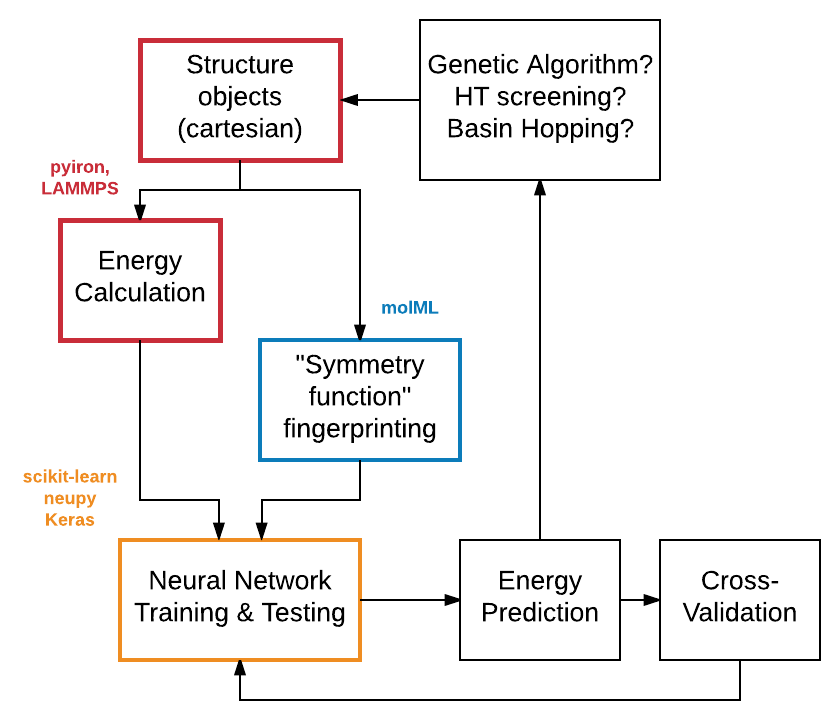 Structure
objects
(cartesian)
Genetic Algorithm?
HT screening?
Basin Hopping?
pyiron,
LAMMPS
Energy
Calculation
molML
"Symmetry
function"
fingerprinting
scikit-learn
neupy
Keras
Neural Network
Training & Testing
Energy
Prediction
Cross-
Validation